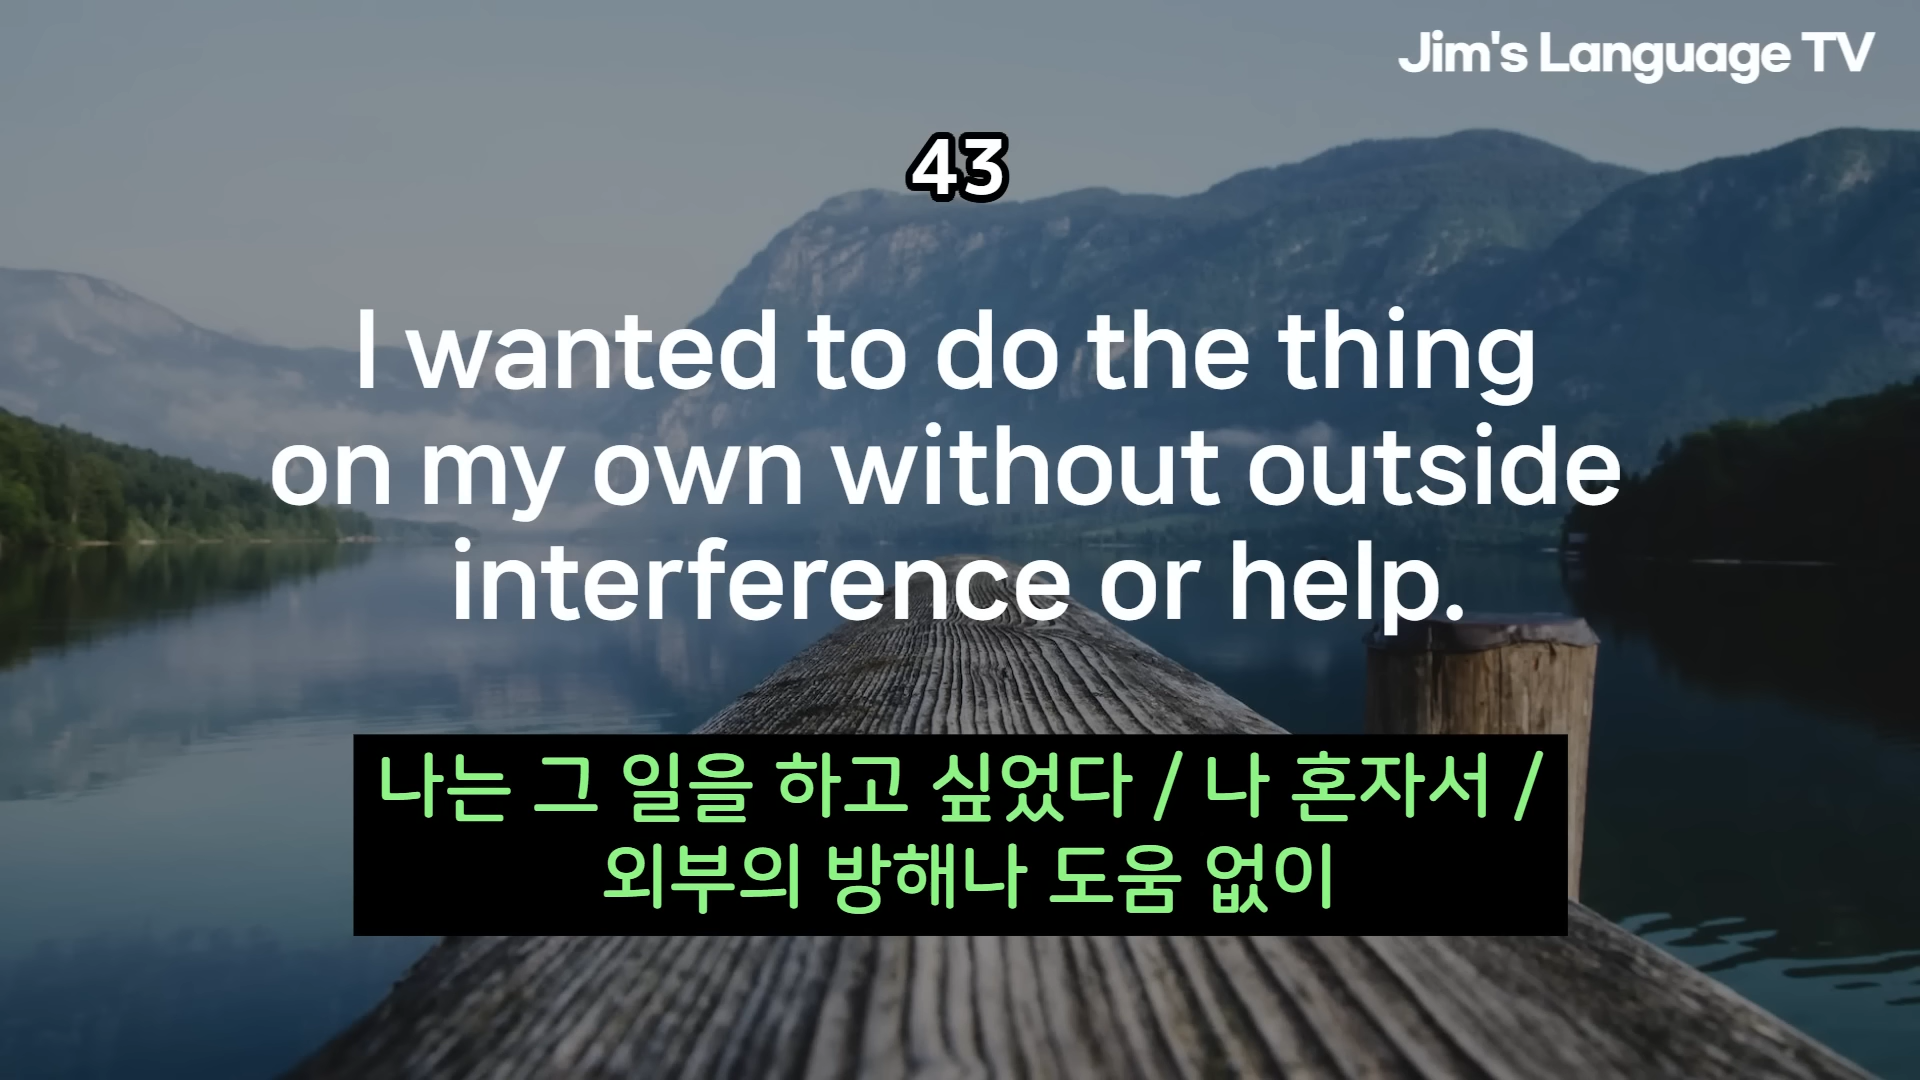 Jim's Language TV
43
I wanted to do the thing
on my own without outside
interference or help.
나는 그 일을 하고 싶었다 / 나 혼자서 /
외부의 방해나 도움 없이